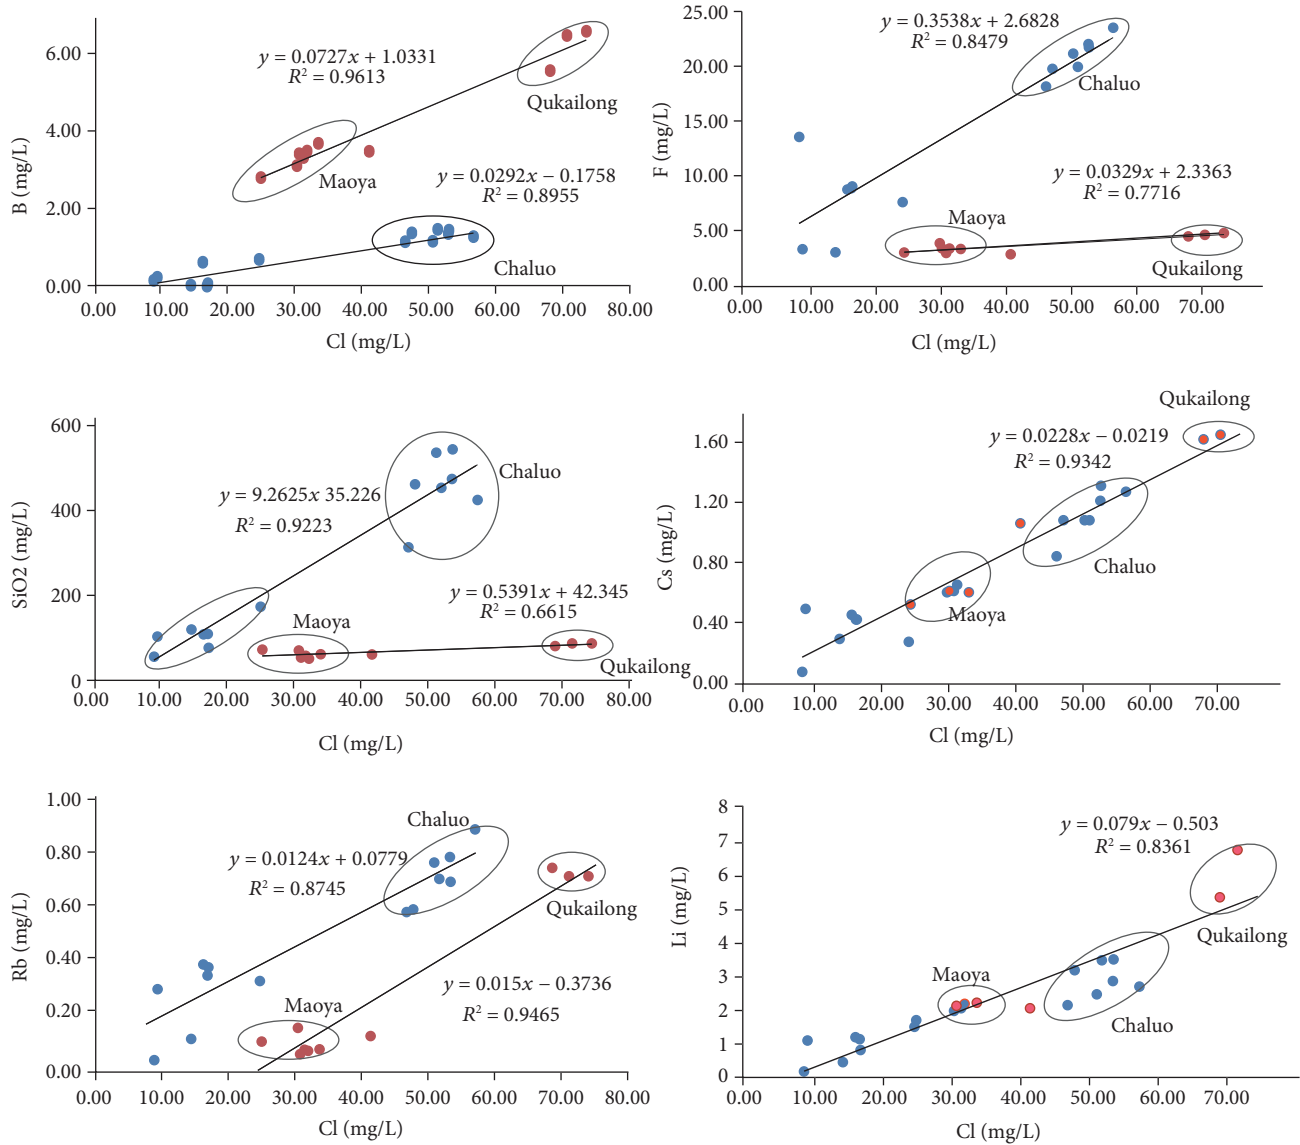 6.00
4.00
2.00
0.00
B (mg/L)
y = 0.0727x + 1.0331
R² = 0.9613
Qukailong
Maoya
y = 0.0292x − 0.1758
R² = 0.8955
Chaluo
0.00 10.00 20.00 30.00 40.00 50.00 60.00 70.00 80.00
Cl (mg/L)
25.00
20.00
15.00
10.00
5.00
0.00
F (mg/L)
y = 0.3538x + 2.6828
R² = 0.8479
Chaluo
y = 0.0329x + 2.3363
R² = 0.7716
Maoya
Qukailong
0.00 20.00 30.00 40.00 50.00 60.00 70.00
Cl (mg/L)
600
400
200
0
SiO2 (mg/L)
Chaluo
y = 9.2625x 35.226
R² = 0.9223
y = 0.5391x + 42.345
R² = 0.6615
Maoya
Qukailong
0.00 10.00 20.00 30.00 40.00 50.00 60.00 70.00 80.00
Cl (mg/L)
Qukailong
1.60
1.20
0.80
0.40
0.00
Cs (mg/L)
y = 0.0228x − 0.0219
R² = 0.9342
Chaluo
Maoya
0.00 10.00 20.00 30.00 40.00 50.00 60.00 70.00
Cl (mg/L)
1.00
0.80
0.60
0.40
0.20
0.00
Rb (mg/L)
Chaluo
y = 0.0124x + 0.0779
R² = 0.8745
Qukailong
y = 0.015x − 0.3736
R² = 0.9465
Maoya
0.00 10.00 20.00 30.00 40.00 50.00 60.00 70.00 80.00
Cl (mg/L)
8
7
6
5
4
3
2
1
0
Li (mg/L)
y = 0.079x − 0.503
R² = 0.8361
Qukailong
Maoya
Chaluo
0.00 10.00 20.00 30.00 40.00 50.00 60.00 70.00
Cl (mg/L)